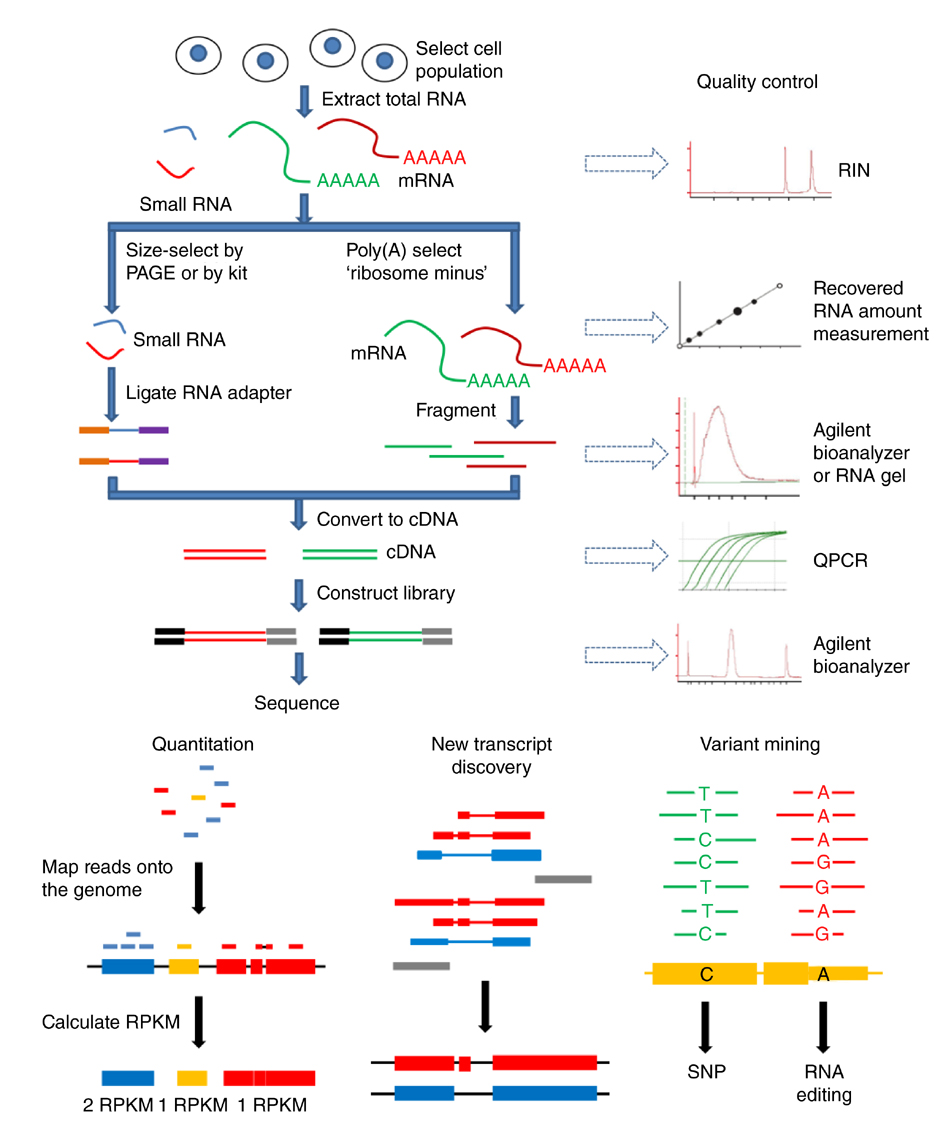 Select cell
population
Extract total RNA
Quality control
AAAAA
AAAAA
mRNA
Small RNA
RIN
Size-select by
PAGE or by kit
Poly(A) select
‘ribosome minus’
Recovered
RNA amount
measurement
Small RNA
mRNA
AAAAA
AAAAA
Ligate RNA adapter
Fragment
Agilent
bioanalyzer
or RNA gel
Convert to cDNA
cDNA
QPCR
Construct library
Agilent
bioanalyzer
Sequence
Quantitation
Map reads onto
the genome
Calculate RPKM
2 RPKM 1 RPKM 1 RPKM
New transcript
discovery
Variant mining
T A
T A
C A
C G
T G
T A
C G
C A
SNP
RNA
editing